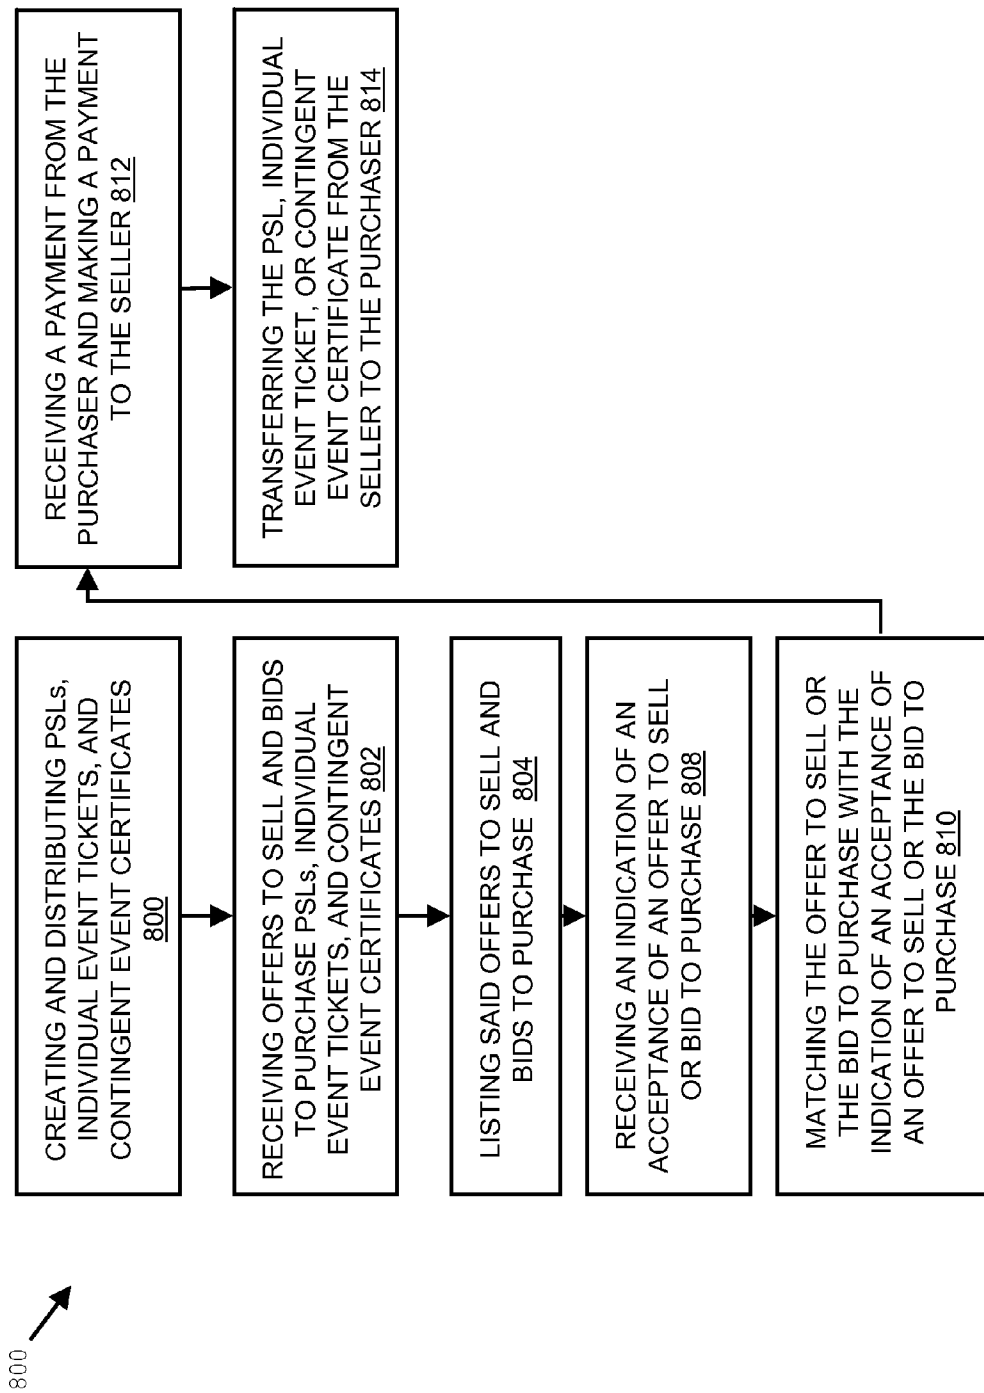 800
CREATING AND DISTRIBUTING PSLs,
INDIVIDUAL EVENT TICKETS, AND
CONTINGENT EVENT CERTIFICATES
800
RECEIVING OFFERS TO SELL AND BIDS
TO PURCHASE PSLs, INDIVIDUAL
EVENT TICKETS, AND CONTINGENT
EVENT CERTIFICATES 802
LISTING SAID OFFERS TO SELL AND
BIDS TO PURCHASE 804
RECEIVING AN INDICATION OF AN
ACCEPTANCE OF AN OFFER TO SELL
OR BID TO PURCHASE 808
MATCHING THE OFFER TO SELL OR
THE BID TO PURCHASE WITH THE
INDICATION OF AN ACCEPTANCE OF
AN OFFER TO SELL OR THE BID TO
PURCHASE 810
RECEIVING A PAYMENT FROM THE
PURCHASER AND MAKING A PAYMENT
TO THE SELLER 812
TRANSFERRING THE PSL, INDIVIDUAL
EVENT TICKET, OR CONTINGENT
EVENT CERTIFICATE FROM THE
SELLER TO THE PURCHASER 814